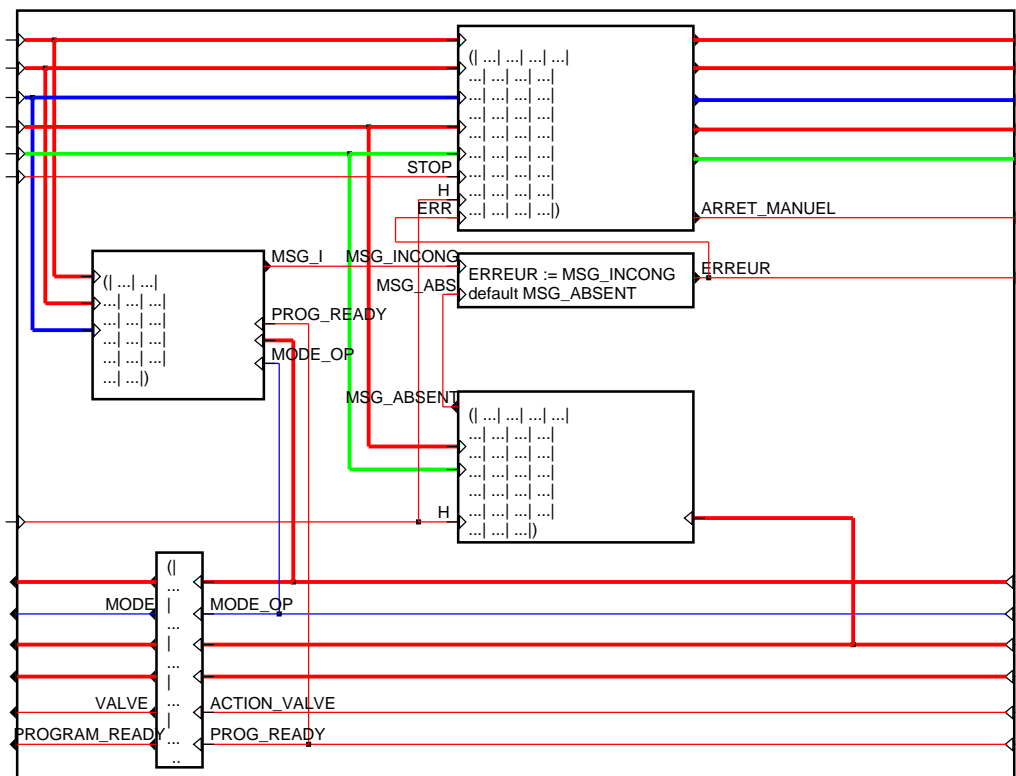 (| ...| ...| ...| ...|
...| ...| ...| ...|
...| ...| ...| ...|
...| ...| ...| ...|
...| ...| ...| ...|
...| ...| ...| ...|
...| ...| ...| ...|
...| ...| ...| ...|
...| ...| ...| ...|)
STOP
H
ERR
ARRET_MANUEL
MSG_I
MSG_INCONG
MSG_ABS
ERREUR := MSG_INCONG
default MSG_ABSENT
ERREUR
(| ...| ...|
...| ...| ...|
...| ...| ...|
...| ...| ...|
...| ...| ...|
...| ...|)
PROG_READY
MODE_OP
MSG_ABSENT
(| ...| ...| ...| ...|
...| ...| ...| ...|
...| ...| ...| ...|
...| ...| ...| ...|
...| ...| ...| ...|
...| ...| ...| ...|
...| ...| ...|)
H
(|
...
|
...
|
...
|
...
|
...
..
MODE
MODE_OP
VALVE
ACTION_VALVE
PROGRAM_READY
PROG_READY